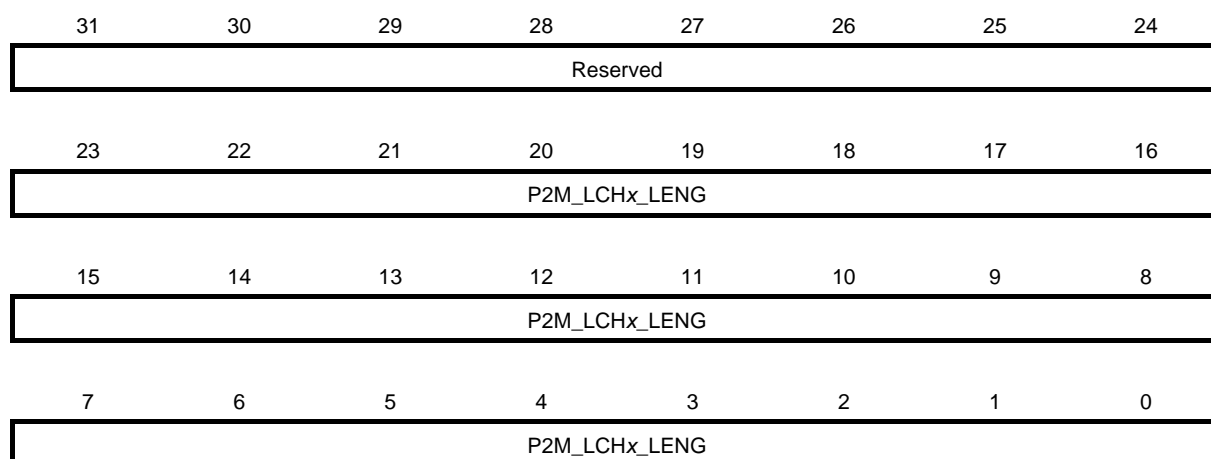 31 30 29 28 27 26 25 24
Reserved
23 22 21 20 19 18 17 16
P2M_LCHx_LENG
15 14 13 12 11 10 9 8
P2M_LCHx_LENG
7 6 5 4 3 2 1 0
P2M_LCHx_LENG